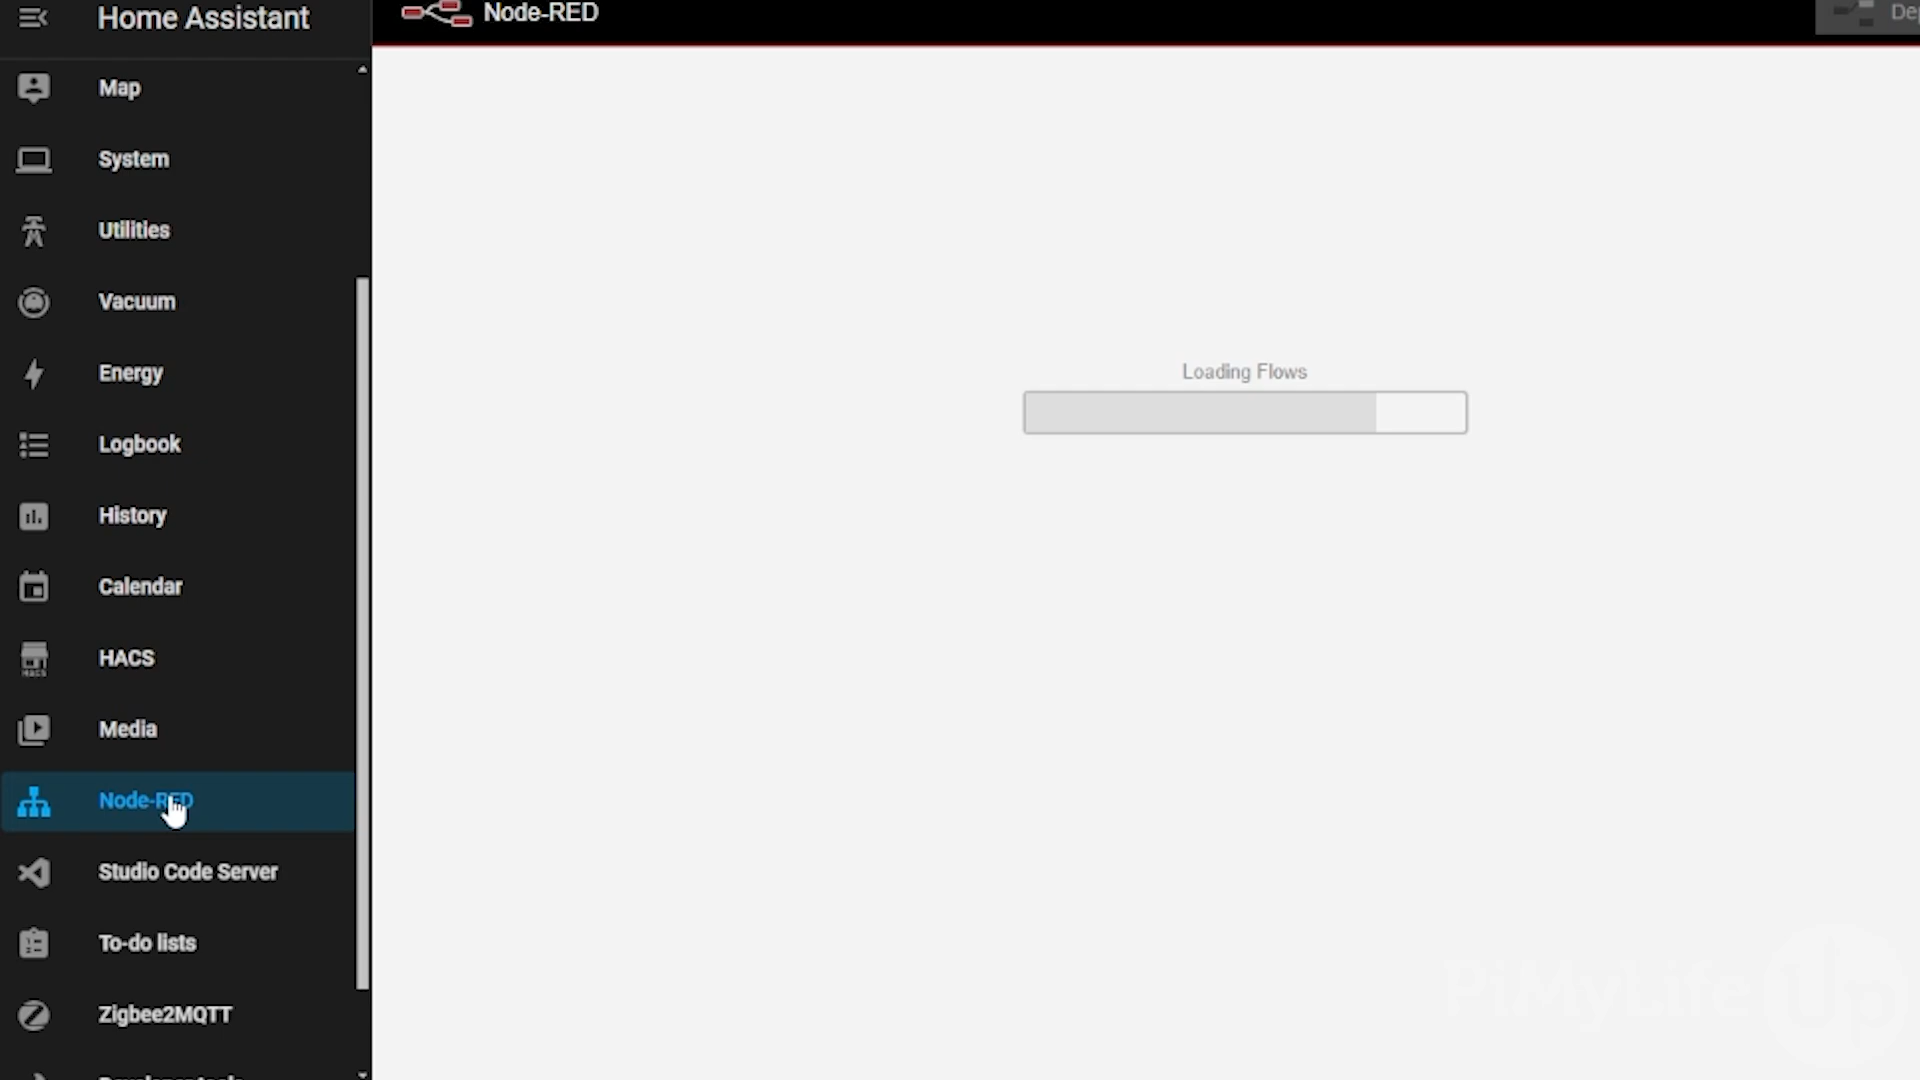 Home Assistant
Node-RED
Map
System
Utilities
Vacuum
Energy
Loading Flows
Logbook
History
Calendar
HACS
Media
Node-RED
Studio Code Server
To-do lists
Zigbee2MQTT
PiMyLifeUp